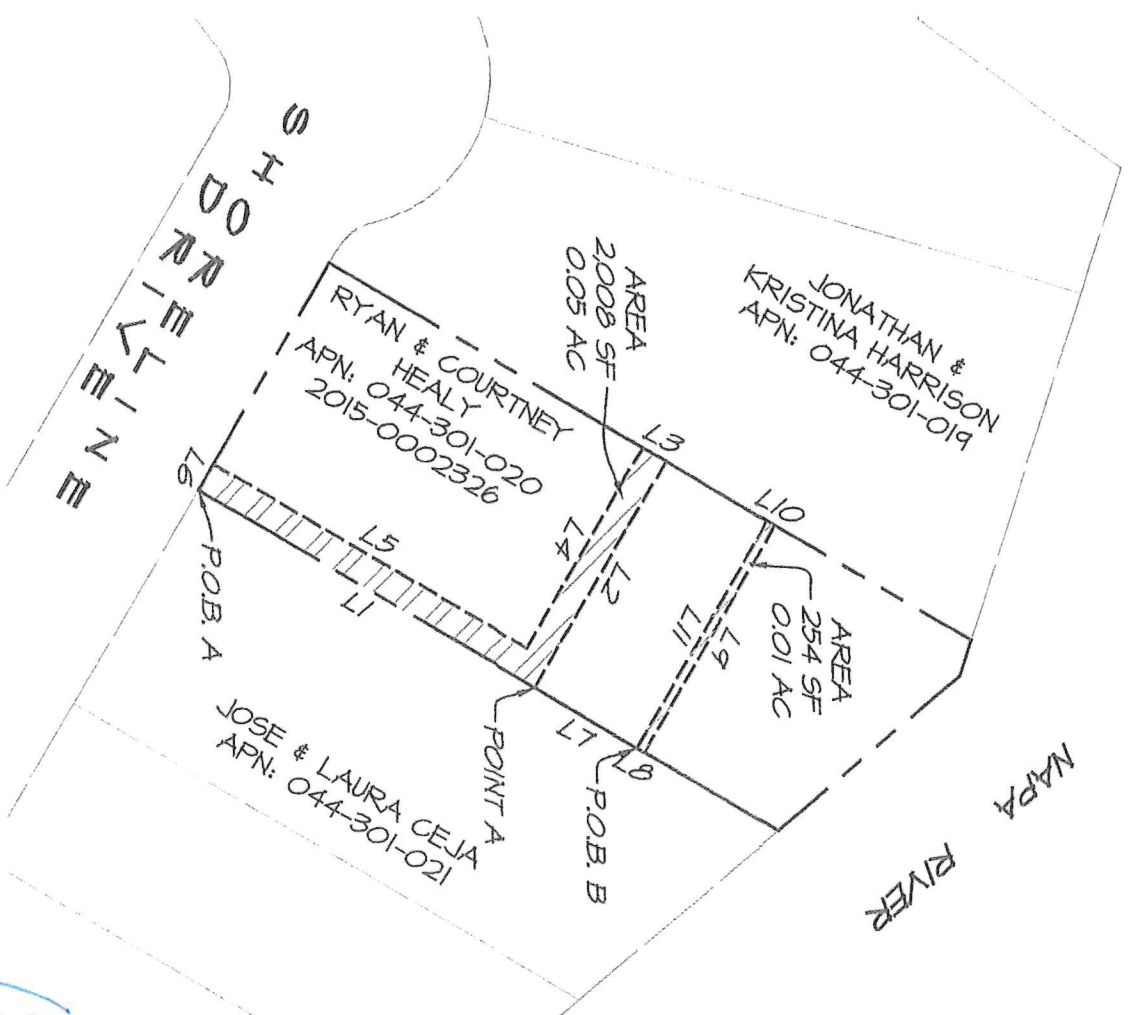 SHORELINE
DRIVE
JONATHAN &
KRISTINA HARRISON
APN: 044-301-019
AREA
2,008 SF
0.05 AC
RYAN & COURTNEY
HEALY
APN: 044-301-020
2015-0002326
L3
L10
L4
L2
L5
L1
L6
P.O.B. A
L11
L9
AREA
254 SF
0.01 AC
L7
L8
POINT A
P.O.B. B
JOSE & LAURA CEJA
APN: 044-301-021
NAPA
RIVER